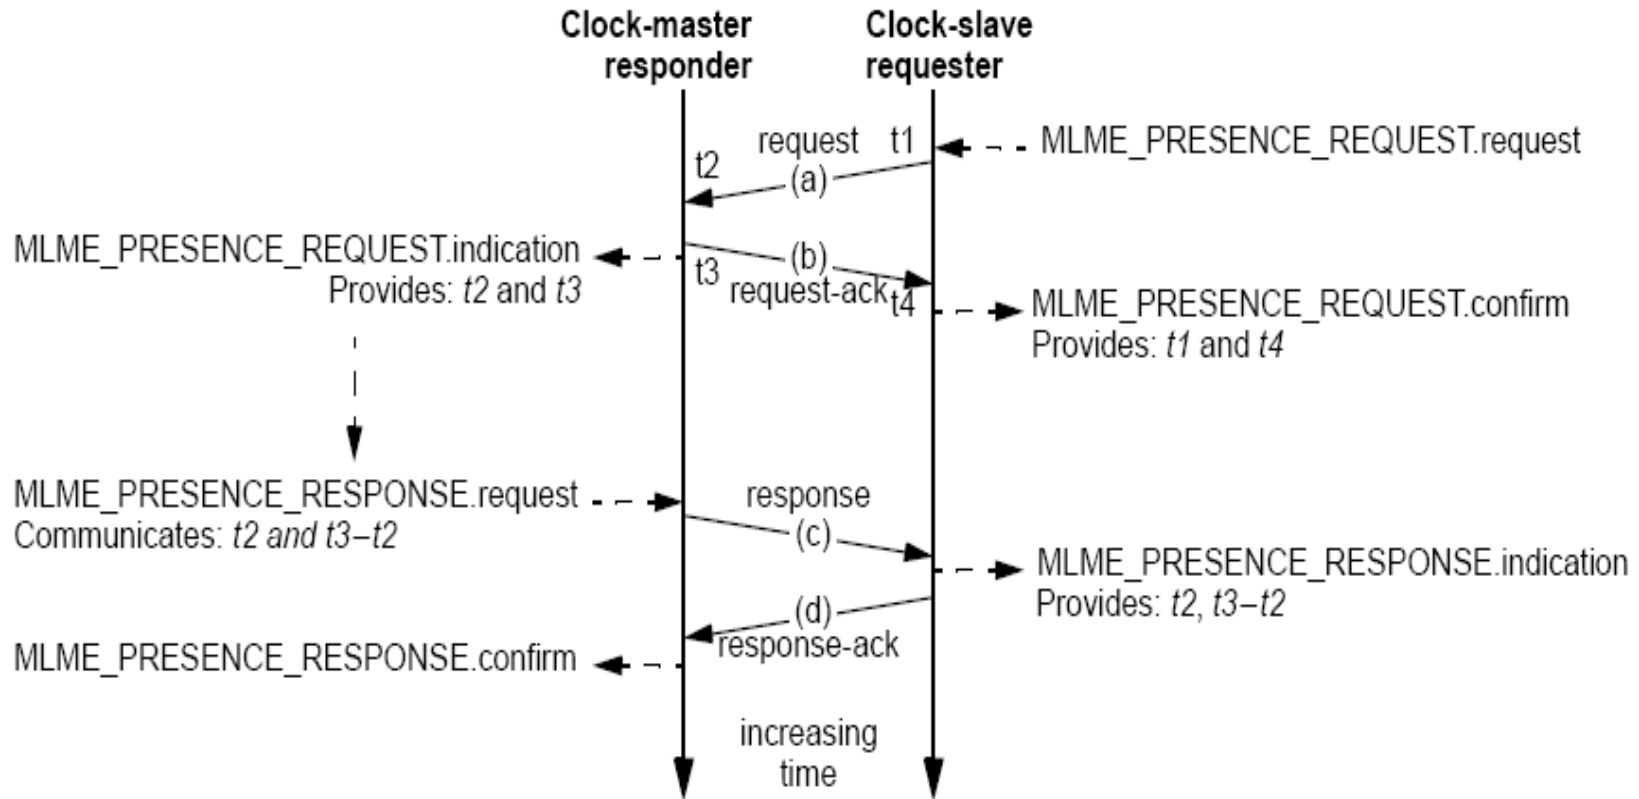 Clock-master
responder
Clock-slave
requester
request
t1
MLME_PRESENCE_REQUEST.request
t2
(a)
MLME_PRESENCE_REQUEST.indication
Provides: t2 and t3
(b)
t3
request-ack
t4
MLME_PRESENCE_REQUEST.confirm
Provides: t1 and t4
MLME_PRESENCE_RESPONSE.request
Communicates: t2 and t3–t2
response
(c)
MLME_PRESENCE_RESPONSE.indication
Provides: t2, t3–t2
(d)
response-ack
MLME_PRESENCE_RESPONSE.confirm
increasing
time